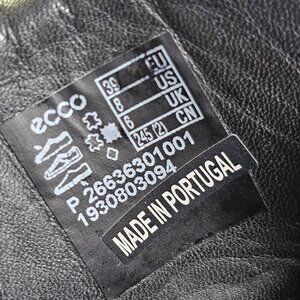 ecco
39 EU
8 US
6 UK
245 (2) CN
P 26636301001
1930803094
MADE IN PORTUGAL